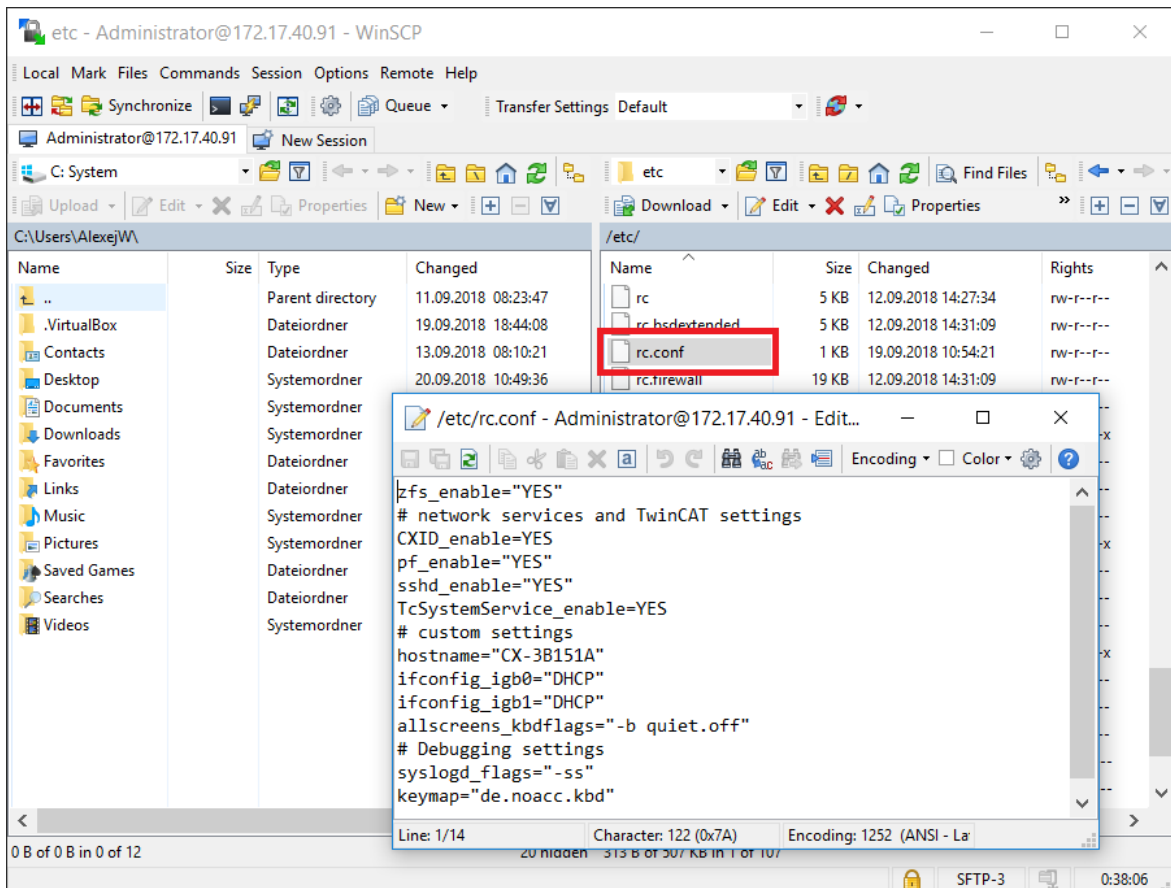 etc - Administrator@172.17.40.91 - WinSCP
Local Mark Files Commands Session Options Remote Help
Synchronize Queue Transfer Settings Default
Administrator@172.17.40.91 New Session
C: System etc Find Files
Upload Edit Properties New Download Edit Properties
C:\Users\AlexejW\ /etc/
Name Size Type Changed Name Size Changed Rights
.. Parent directory 11.09.2018 08:23:47 rc 5 KB 12.09.2018 14:27:34 rw-r--r--
.VirtualBox Dateiordner 19.09.2018 18:44:08 rc.bsdextended 5 KB 12.09.2018 14:31:09 rw-r--r--
Contacts Dateiordner 13.09.2018 08:10:21 rc.conf 1 KB 19.09.2018 10:54:21 rw-r--r--
Desktop Systemordner 20.09.2018 10:49:36 rc.firewall 19 KB 12.09.2018 14:31:09 rw-r--r--
Documents Systemordner
Downloads Systemordner
Favorites Dateiordner
Links Dateiordner
Music Systemordner
Pictures Systemordner
Saved Games Dateiordner
Searches Dateiordner
Videos Systemordner
/etc/rc.conf - Administrator@172.17.40.91 - Edit...
Encoding Color
zfs_enable="YES"
# network services and TwinCAT settings
CXID_enable=YES
pf_enable="YES"
sshd_enable="YES"
TcSystemService_enable=YES
# custom settings
hostname="CX-3B151A"
ifconfig_igb0="DHCP"
ifconfig_igb1="DHCP"
allscreens_kbdflags="-b quiet.off"
# Debugging settings
syslogd_flags="-ss"
keymap="de.noacc.kbd"
Line: 1/14 Character: 122 (0x7A) Encoding: 1252 (ANSI - La
0 B of 0 B in 0 of 12 20 hidden 313 B of 507 KB in 1 of 107
SFTP-3 0:38:06